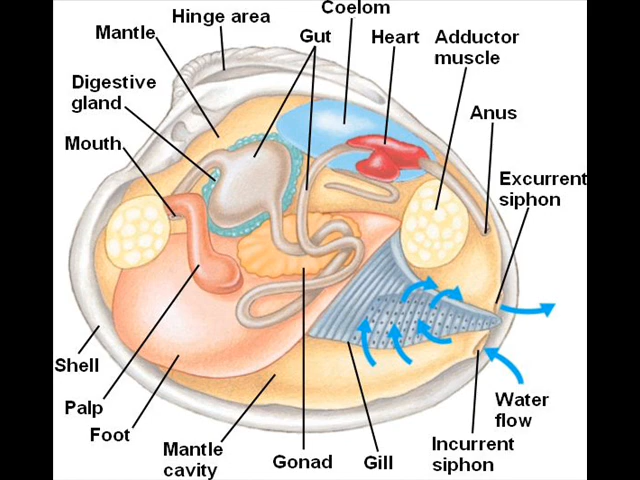 Coelom
Hinge area
Mantle
Gut
Heart
Adductor
muscle
Digestive
gland
Anus
Mouth
Excurrent
siphon
Shell
Palp
Foot
Mantle
cavity
Gonad
Gill
Incurrent
siphon
Water
flow